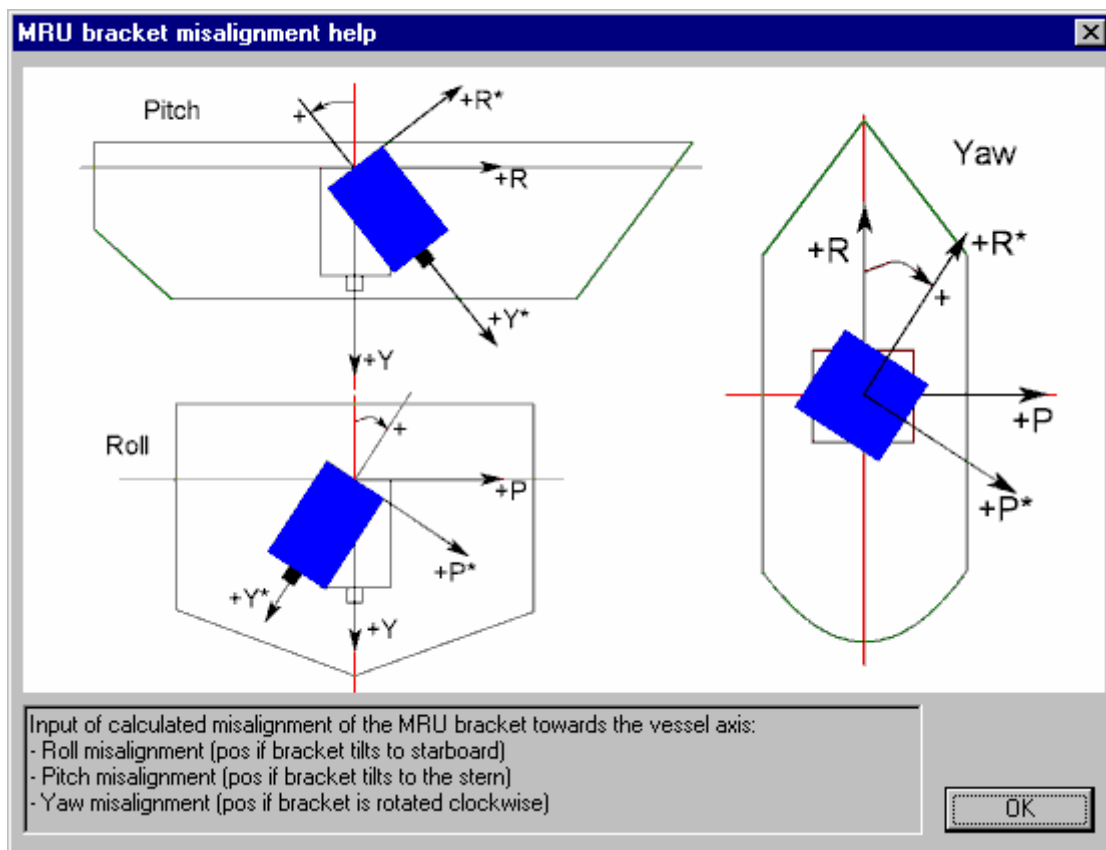 MRU bracket misalignment help
Pitch
+
+R*
+R
+Y*
+Y
Roll
+
+P
+P*
+Y*
+Y
Yaw
+R
+R*
+
+P
+P*
Input of calculated misalignment of the MRU bracket towards the vessel axis:
- Roll misalignment (pos if bracket tilts to starboard)
- Pitch misalignment (pos if bracket tilts to the stern)
- Yaw misalignment (pos if bracket is rotated clockwise)
OK